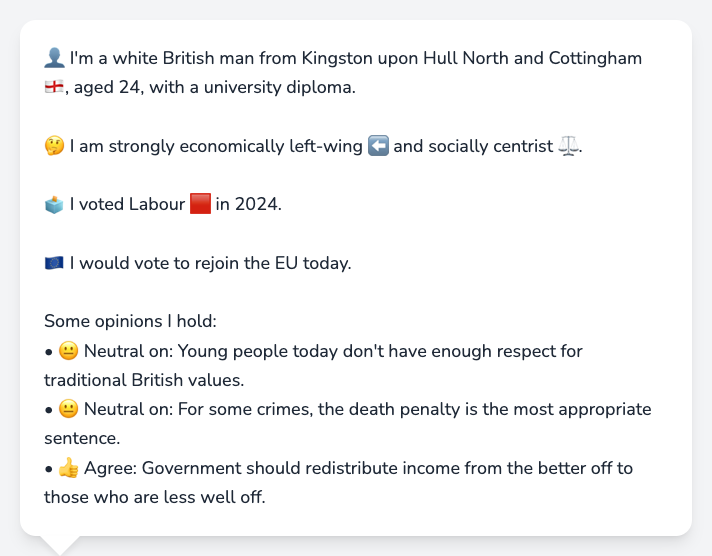 👤 I'm a white British man from Kingston upon Hull North and Cottingham
🏴󠁧󠁢󠁥󠁮󠁧󠁿, aged 24, with a university diploma.
🤔 I am strongly economically left-wing ⬅️ and socially centrist ⚖️.
🗳️ I voted Labour 🟥 in 2024.
🇪🇺 I would vote to rejoin the EU today.
Some opinions I hold:
• 😐 Neutral on: Young people today don't have enough respect for
traditional British values.
• 😐 Neutral on: For some crimes, the death penalty is the most appropriate
sentence.
• 👍 Agree: Government should redistribute income from the better off to
those who are less well off.